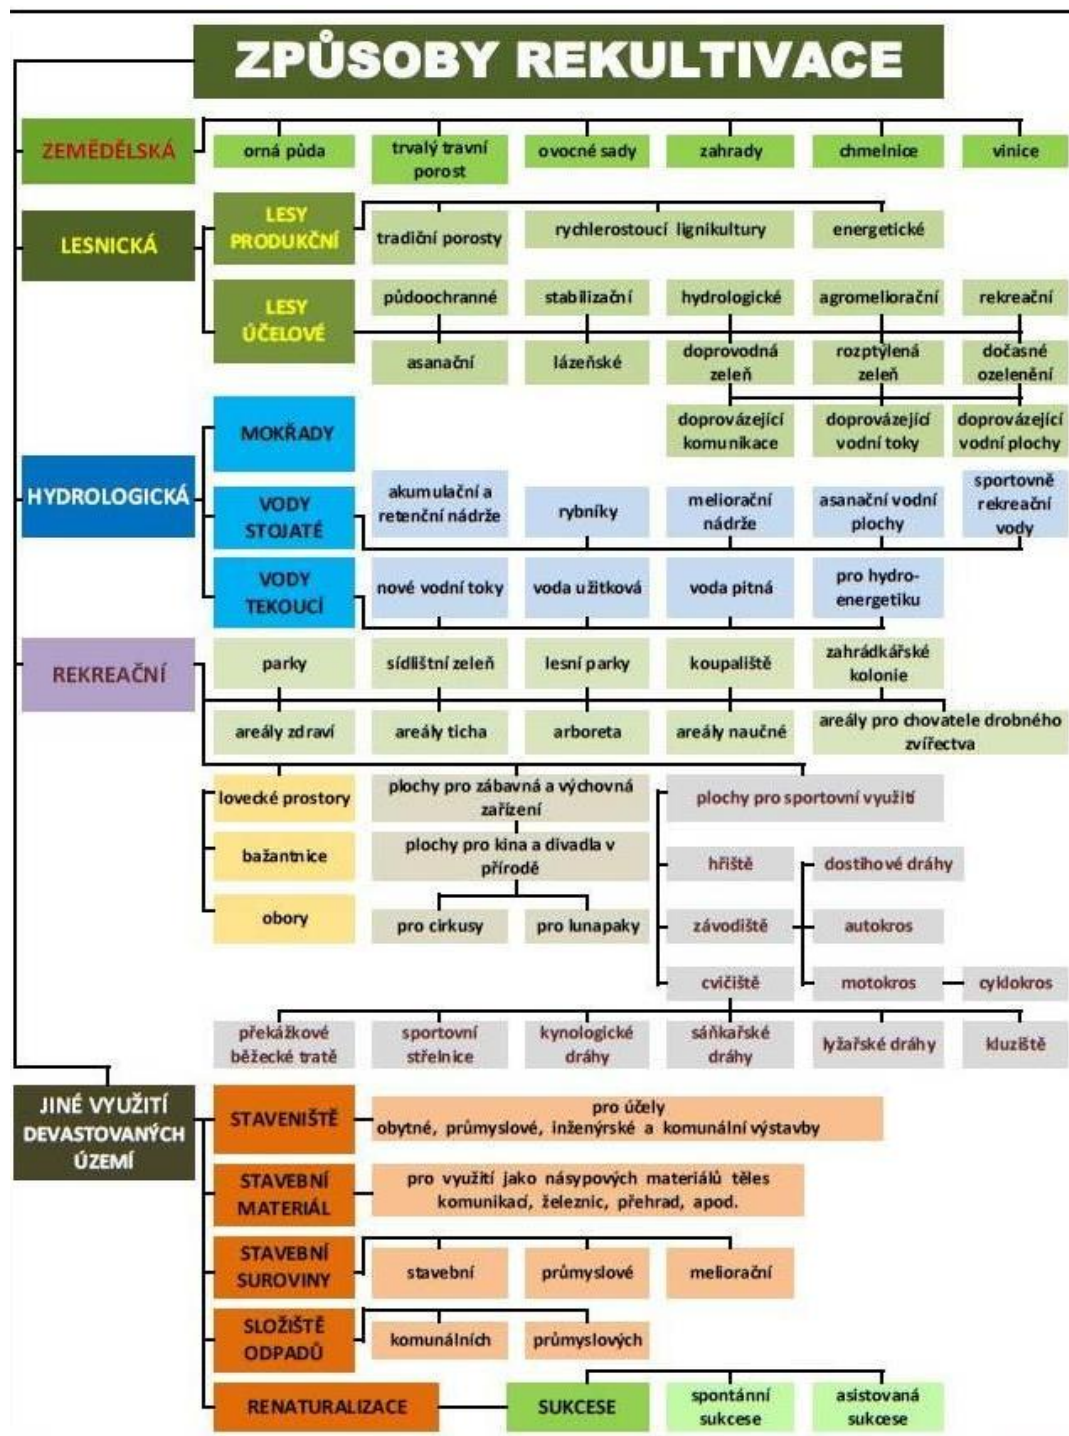 ZPŮSOBY REKULTIVACE
ZEMĚDĚLSKÁ
orná půda
trvalý travní
porost
ovocné sady
zahrady
chmelnice
vinice
LESNICKÁ
LESY
PRODUKČNÍ
tradiční porosty
rychlerostoucí lignikultury
energetické
LESY
ÚČELOVÉ
půdoochranné
stabilizační
hydrologické
agromeliorační
rekreační
asanační
lázeňské
doprovodná
zeleň
rozptýlená
zeleň
dočasné
ozelenění
doprovázející
komunikace
doprovázející
vodní toky
doprovázející
vodní plochy
HYDROLOGICKÁ
MOKŘADY
VODY
STOJATÉ
akumulační a
retenční nádrže
rybníky
meliorační
nádrže
asanační vodní
plochy
sportovně
rekreační
vody
VODY
TEKOUCÍ
nové vodní toky
voda užitková
voda pitná
pro hydro-
energetiku
REKREAČNÍ
parky
sídlištní zeleň
lesní parky
koupaliště
zahrádkářské
kolonie
areály zdraví
areály ticha
arboreta
areály naučné
areály pro chovatele drobného
zvířectva
lovecké prostory
plochy pro zábavná a výchovná
zařízení
plochy pro sportovní využití
bažantnice
plochy pro kina a divadla v
přírodě
hřiště
dostihové dráhy
obory
pro cirkusy
pro lunapaky
závodiště
autokros
cvičiště
motokros
cyklokros
překážkové
běžecké tratě
sportovní
střelnice
kynologické
dráhy
sáňkařské
dráhy
lyžařské dráhy
kluziště
JINÉ VYUŽITÍ
DEVASTOVANÝCH
ÚZEMÍ
STAVENIŠTĚ
pro účely
obytné, průmyslové, inženýrské a komunální výstavby
STAVEBNÍ
MATERIÁL
pro využití jako násypových materiálů těles
komunikací, železnic, přehrad, apod.
STAVEBNÍ
SUROVINY
stavební
průmyslové
meliorační
SLOŽIŠTĚ
ODPADŮ
komunálních
průmyslových
RENATURALIZACE
SUKCESE
spontánní
sukcese
asistovaná
sukcese